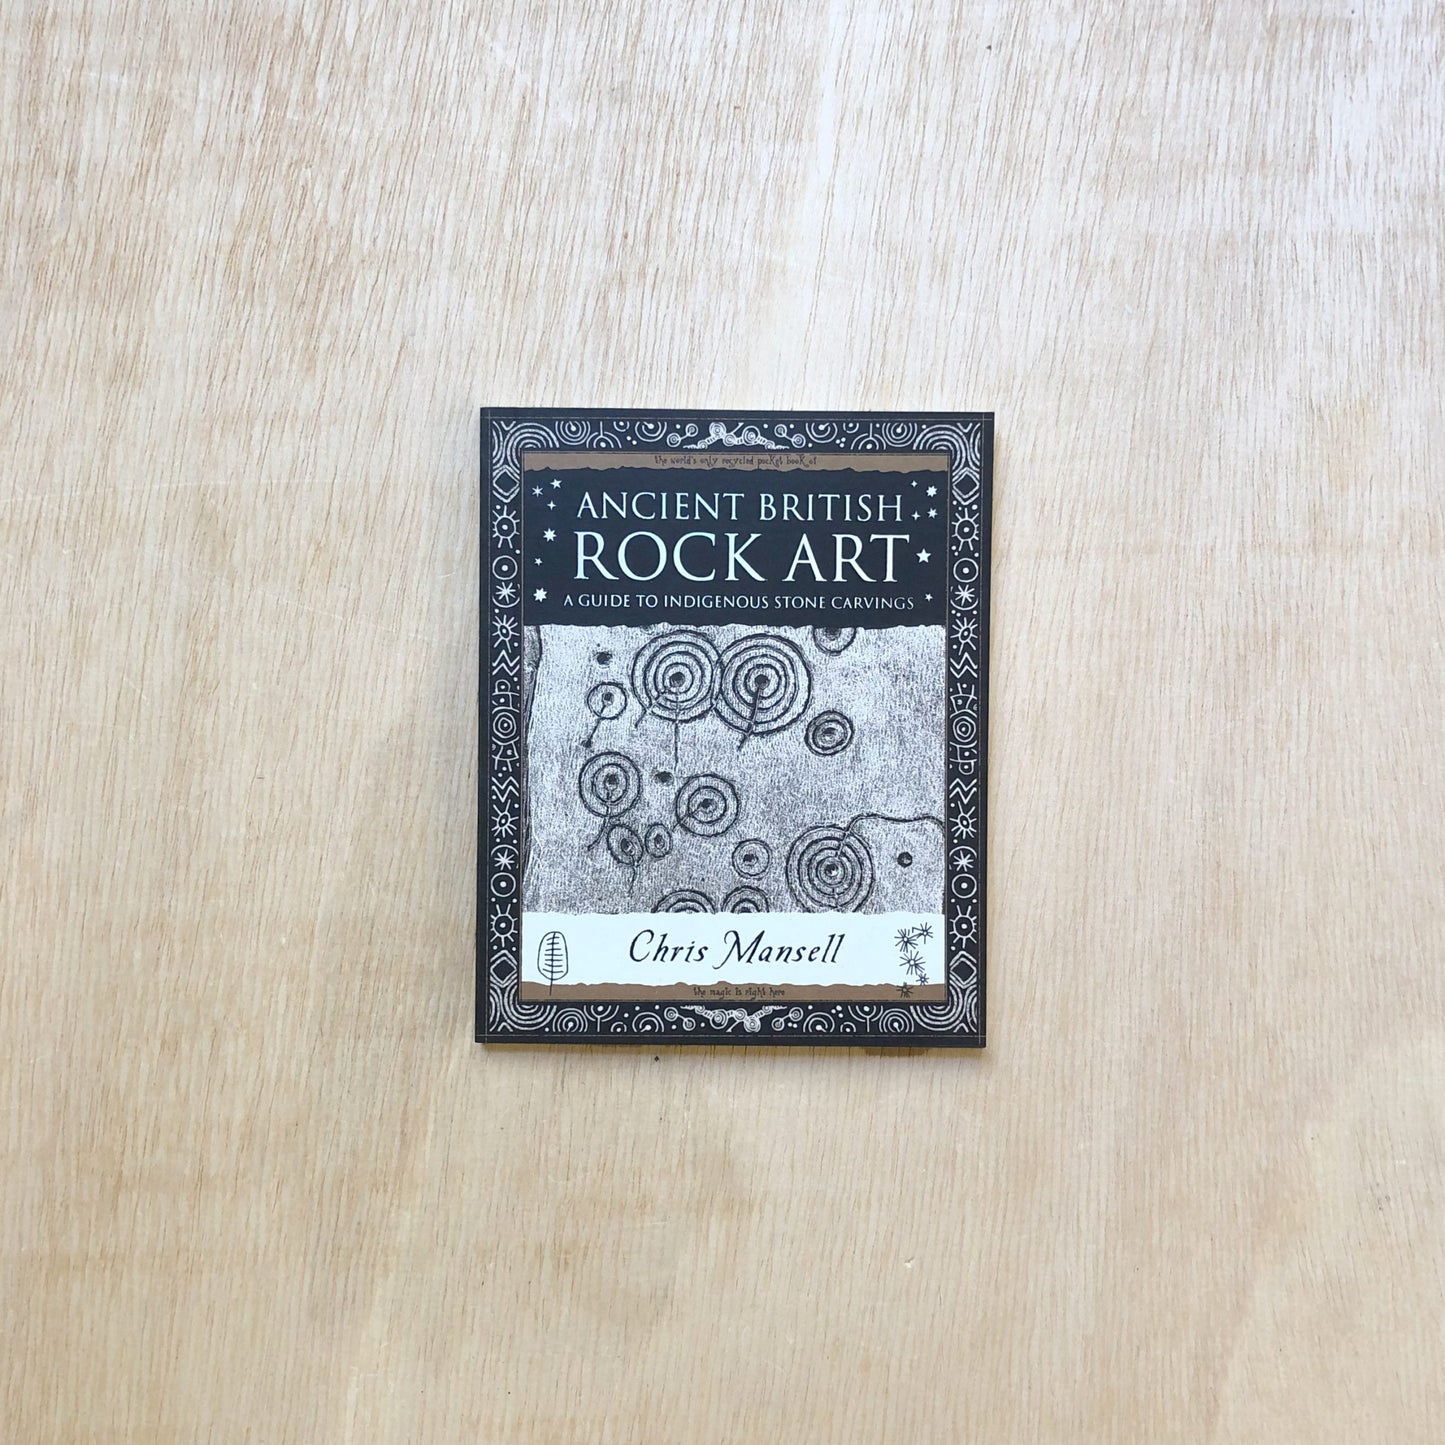 the world's only recycled pocket book of
ANCIENT BRITISH
ROCK ART
A GUIDE TO INDIGENOUS STONE CARVINGS
Chris Mansell
the magic is right here